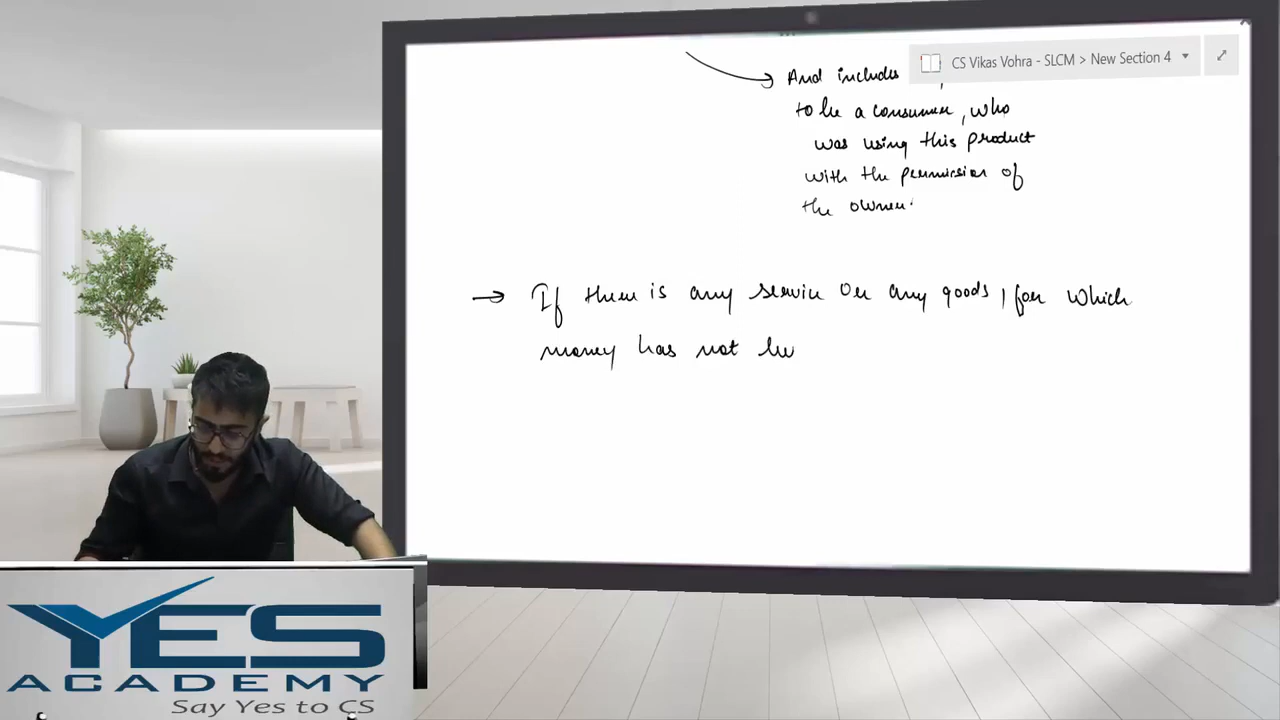 CS Vikas Vohra - SLCM > New Section 4
And includes
to be a consumer, who
was using this product
with the permission of
the owner.
→ If there is any service or any goods, for which
money has not be
YES
ACADEMY
Say Yes to CS